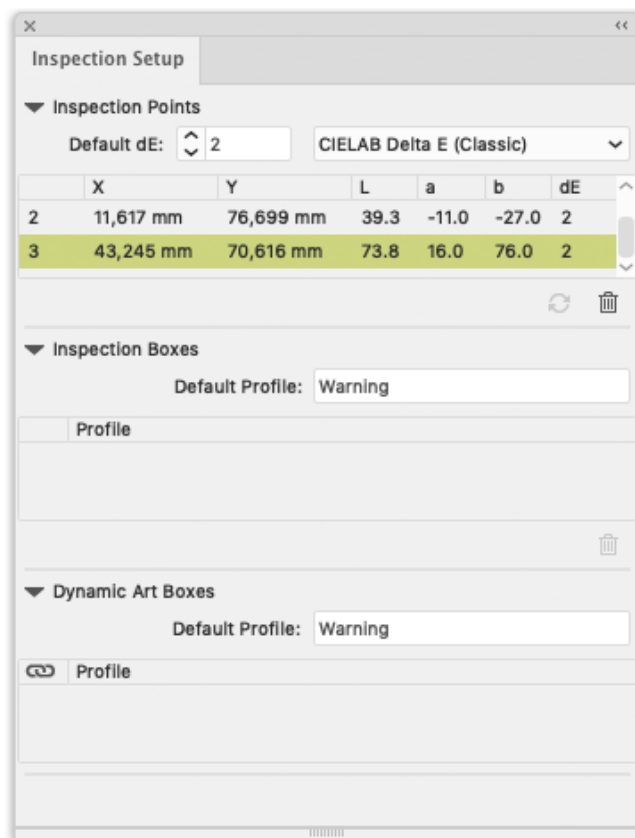 Inspection Setup
Inspection Points
Default dE: 2 CIELAB Delta E (Classic)
X Y L a b dE
2 11,617 mm 76,699 mm 39.3 -11.0 -27.0 2
3 43,245 mm 70,616 mm 73.8 16.0 76.0 2
Inspection Boxes
Default Profile: Warning
Profile
Dynamic Art Boxes
Default Profile: Warning
Profile